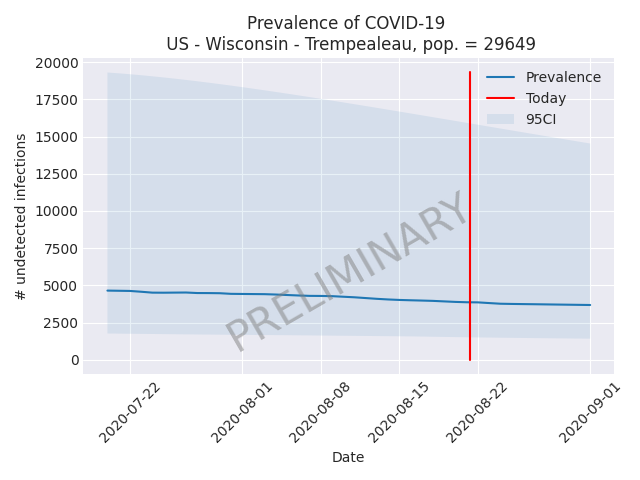 Prevalence of COVID-19
US - Wisconsin - Trempealeau, pop. = 29649
20000
17500
15000
12500
10000
7500
5000
2500
0
# undetected infections
Prevalence
Today
95CI
PRELIMINARY
2020-07-22
2020-08-01
2020-08-08
2020-08-15
2020-08-22
2020-09-01
Date